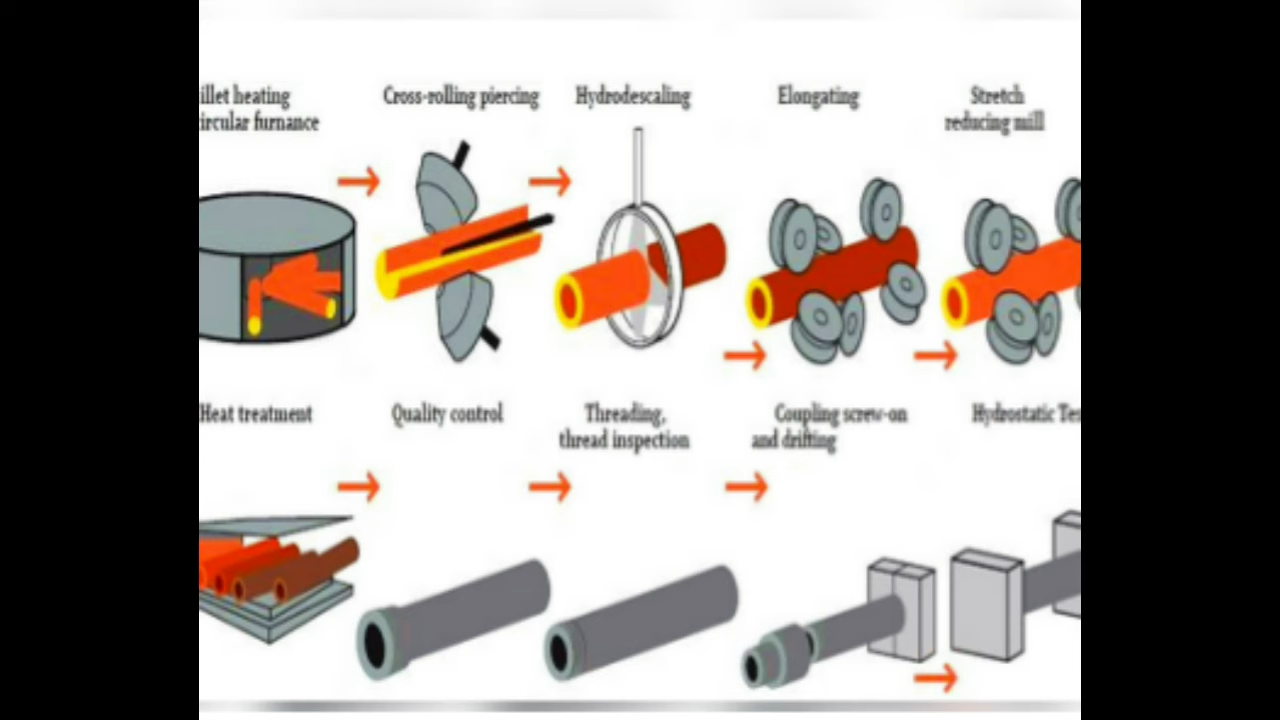 illet heating
ircular furnance
Cross-rolling piercing
Hydrodescaling
Elongating
Stretch
reducing mill
Heat treatment
Quality control
Threading,
thread inspection
Coupling screw-on
and drifting
Hydrostatic Tes